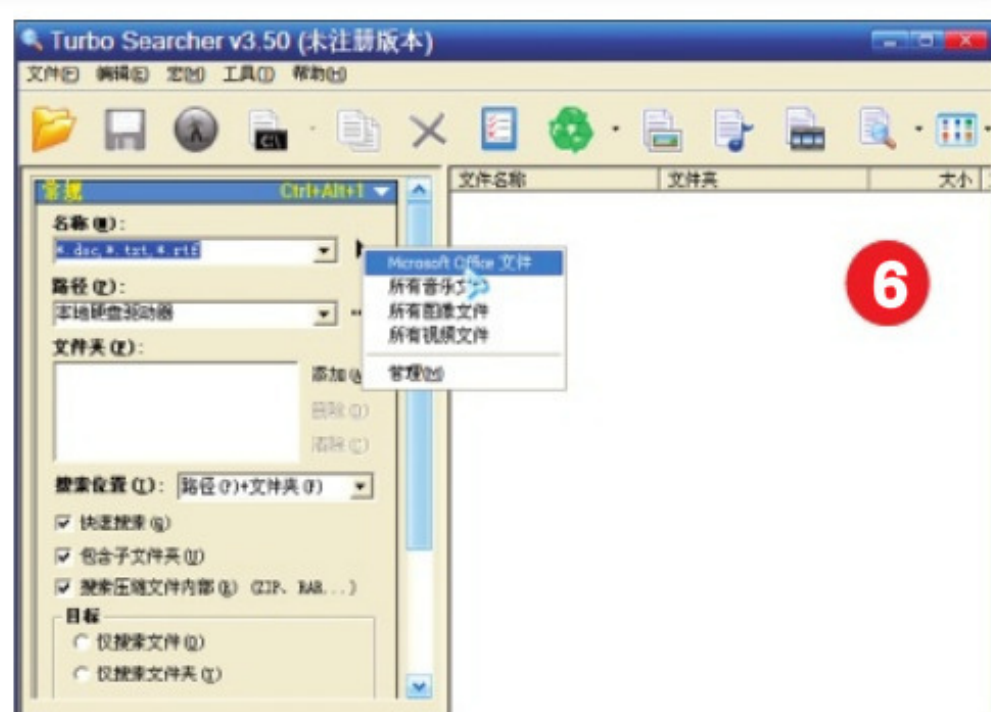 Turbo Searcher v3.50 (未注册版本)
文件(F) 编辑(E) 宏(M) 工具(T) 帮助(H)
C:\
常规 Ctrl+Alt+1
文件名称 文件夹 大小
名称(N):
*.doc,*.txt,*.rtf
Microsoft Office 文件
所有音乐文件
所有图像文件
所有视频文件
管理(M)
6
路径(P):
本地硬盘驱动器
文件夹(F):
添加(A)
删除(D)
清除(C)
搜索位置(L): 路径(P)+文件夹(F)
快速搜索(Q)
包含子文件夹(U)
搜索压缩文件内部(R) (ZIP、RAR...)
目标
仅搜索文件(O)
仅搜索文件夹(Y)